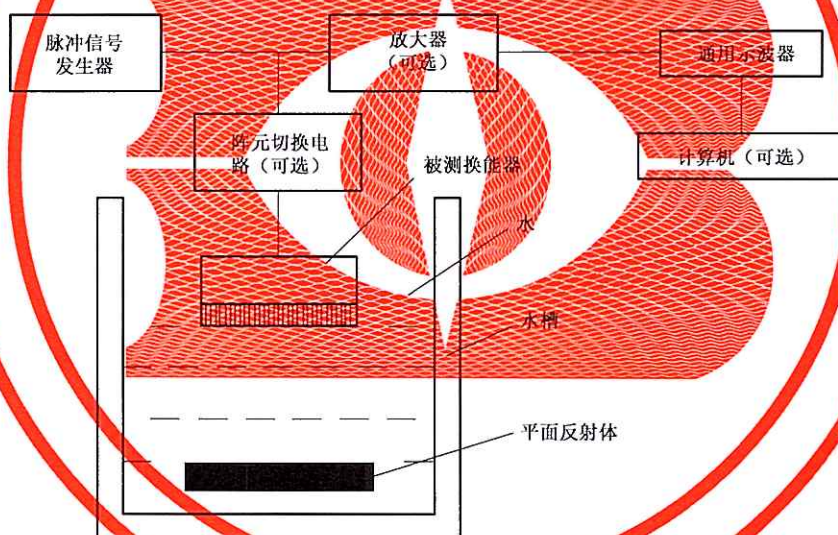 脉冲信号
发生器
放大器
（可选）
通用示波器
阵元切换电
路（可选）
被测换能器
计算机（可选）
水
水槽
平面反射体